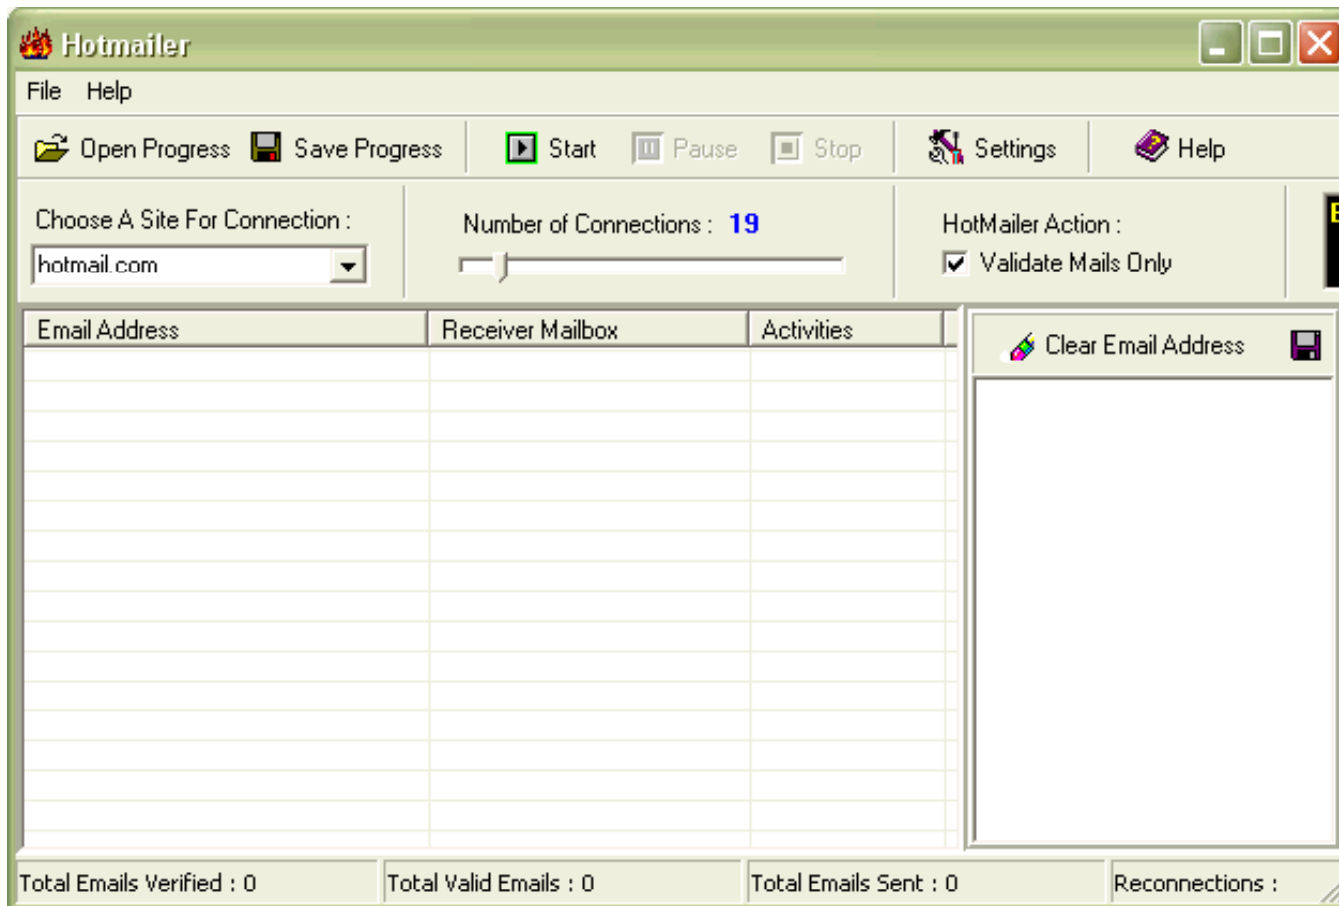 Hotmailer
File Help
Open Progress Save Progress Start Pause Stop Settings Help
Choose A Site For Connection : Number of Connections : 19 HotMailer Action :
hotmail.com Validate Mails Only
Email Address Receiver Mailbox Activities Clear Email Address
Total Emails Verified : 0 Total Valid Emails : 0 Total Emails Sent : 0 Reconnections :